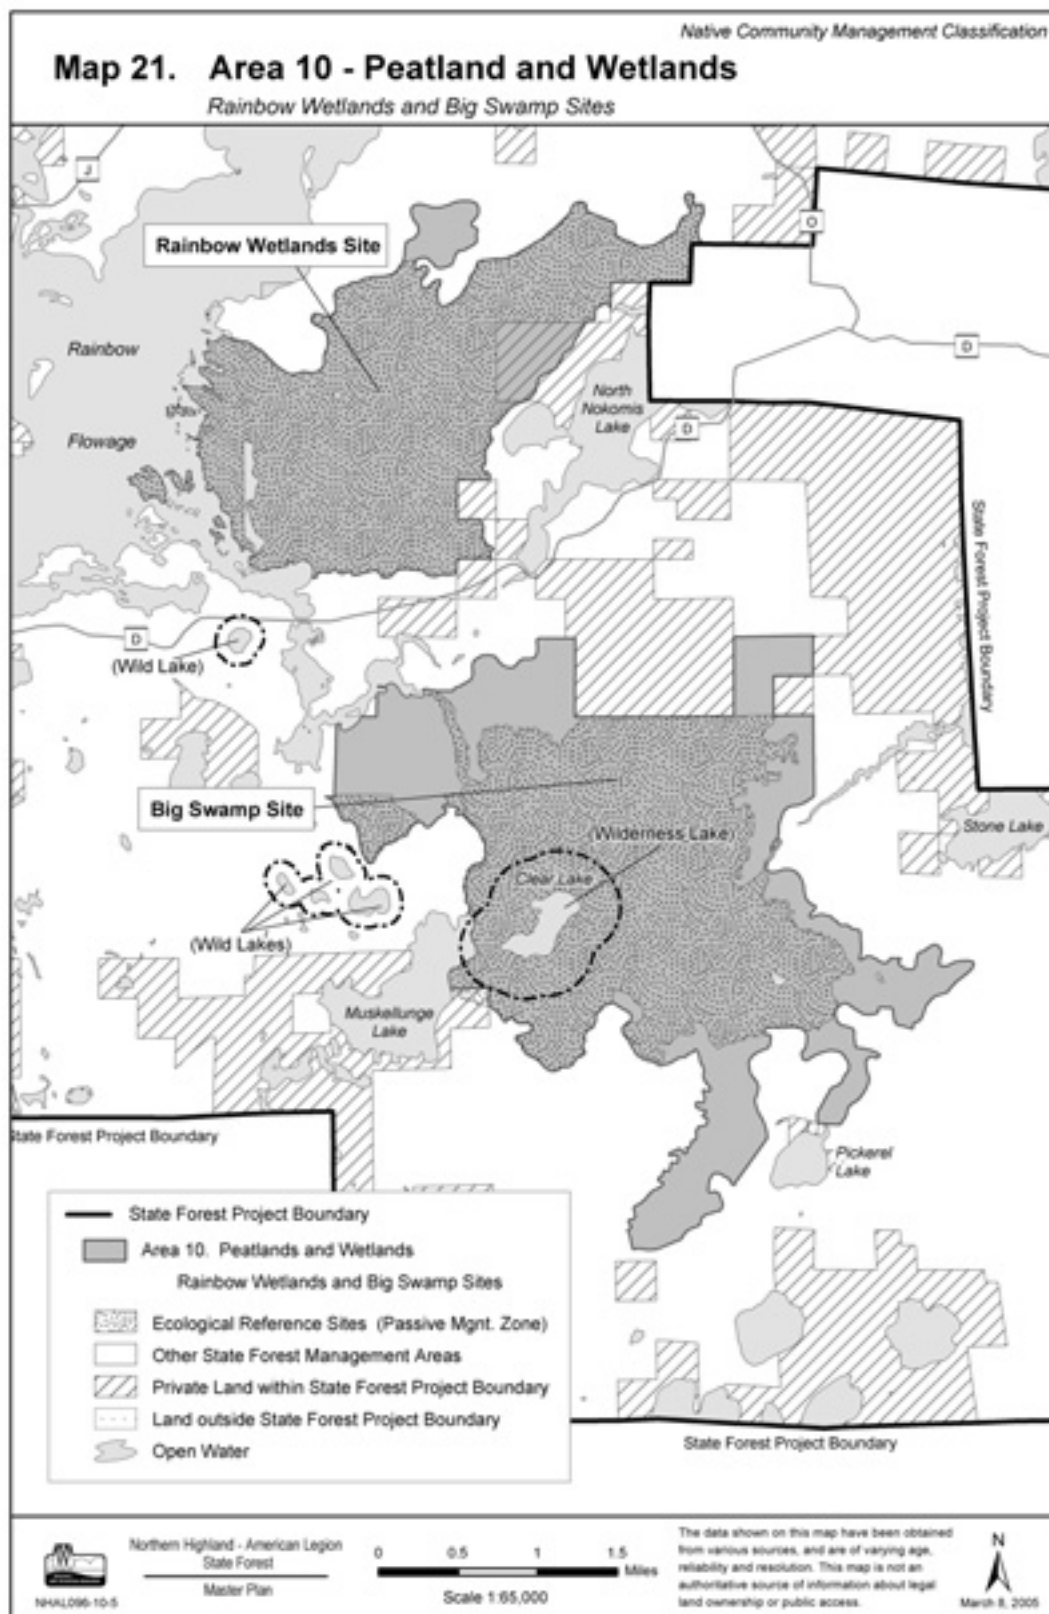 Native Community Management Classification
Map 21. Area 10 - Peatland and Wetlands
Rainbow Wetlands and Big Swamp Sites
J
O
Rainbow Wetlands Site
Rainbow
D
North
Nokomis
Lake
D
Flowage
State Forest Project Boundary
D
(Wild Lake)
Big Swamp Site
(Wilderness Lake)
Stone Lake
Clear Lake
(Wild Lakes)
Muskellunge
Lake
State Forest Project Boundary
Pickerel
Lake
State Forest Project Boundary
Area 10. Peatlands and Wetlands
Rainbow Wetlands and Big Swamp Sites
Ecological Reference Sites (Passive Mgnt. Zone)
Other State Forest Management Areas
Private Land within State Forest Project Boundary
Land outside State Forest Project Boundary
Open Water
State Forest Project Boundary
Northern Highland - American Legion
State Forest
Master Plan
NHAL096-10-5
0 0.5 1 1.5
Miles
Scale 1:65,000
The data shown on this map have been obtained
from various sources, and are of varying age,
reliability and resolution. This map is not an
authoritative source of information about legal
land ownership or public access.
N
March 8, 2005